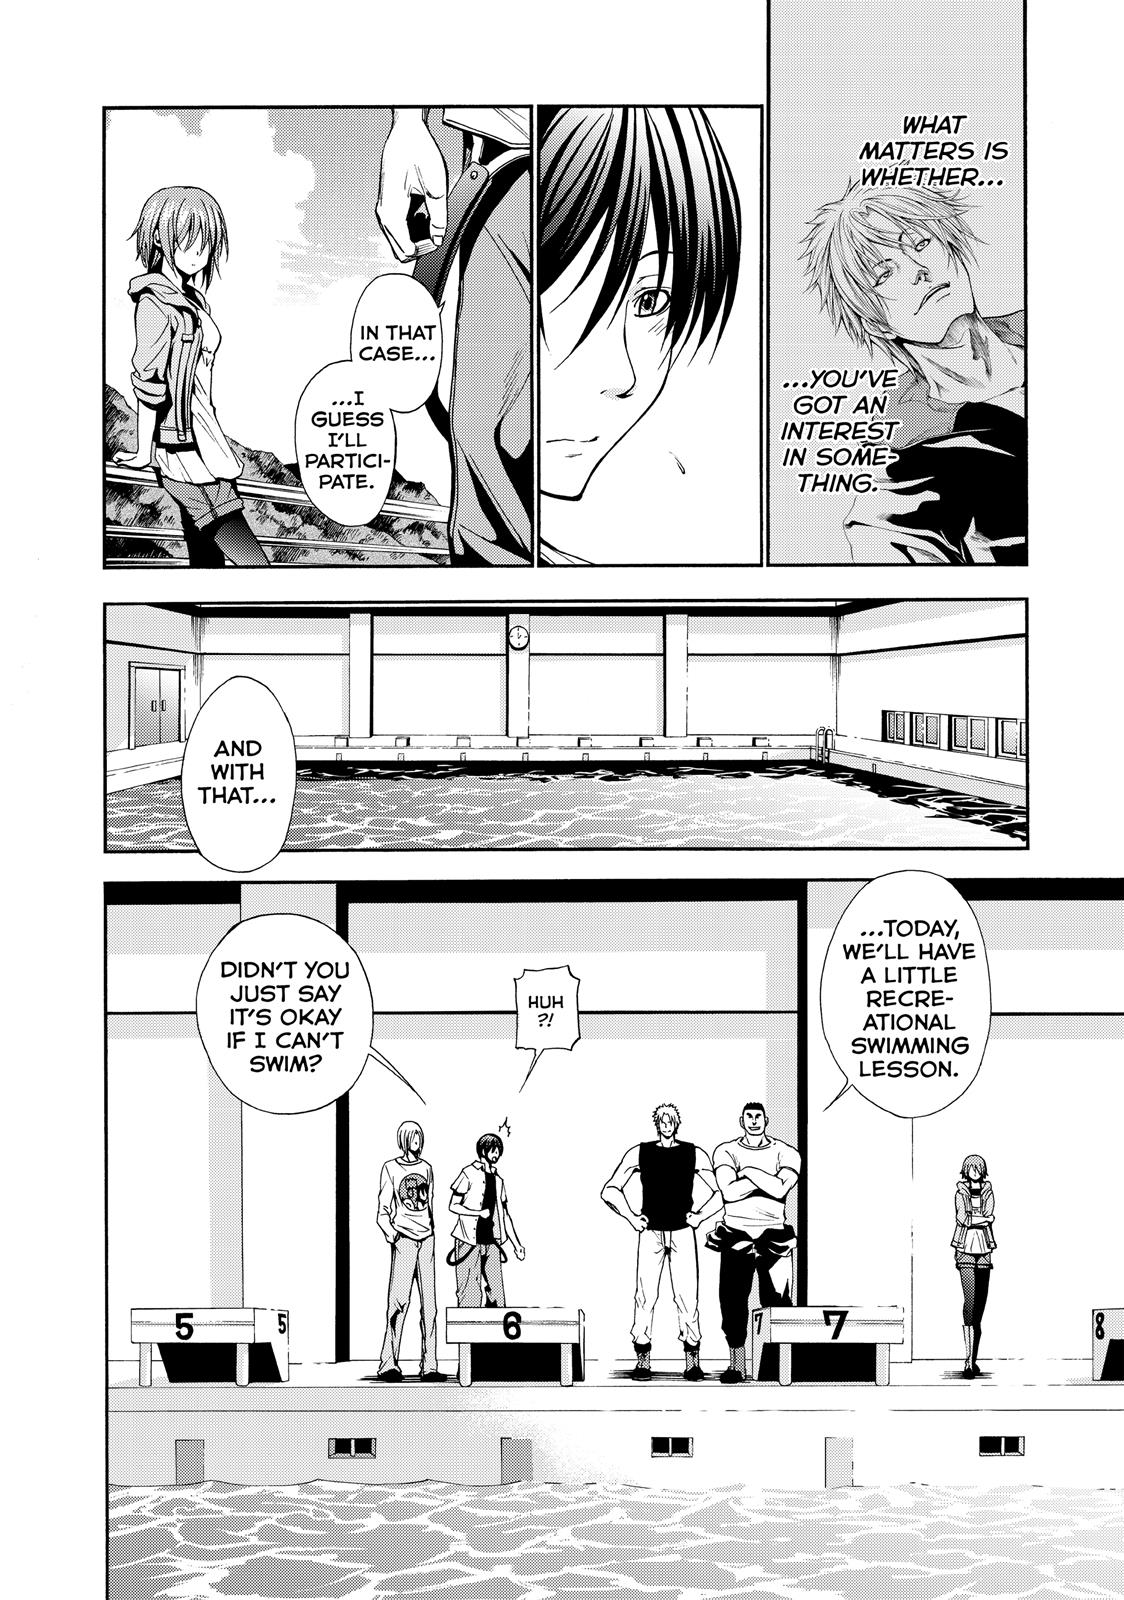 WHAT
MATTERS IS
WHETHER...
...YOU'VE
GOT AN
INTEREST
IN SOME-
THING.
IN THAT
CASE...
...I
GUESS
I'LL
PARTICI-
PATE.
AND
WITH
THAT...
...TODAY,
WE'LL HAVE
A LITTLE
RECRE-
ATIONAL
SWIMMING
LESSON.
HUH
?!
DIDN'T YOU
JUST SAY
IT'S OKAY
IF I CAN'T
SWIM?
5
5
6
7
7
8